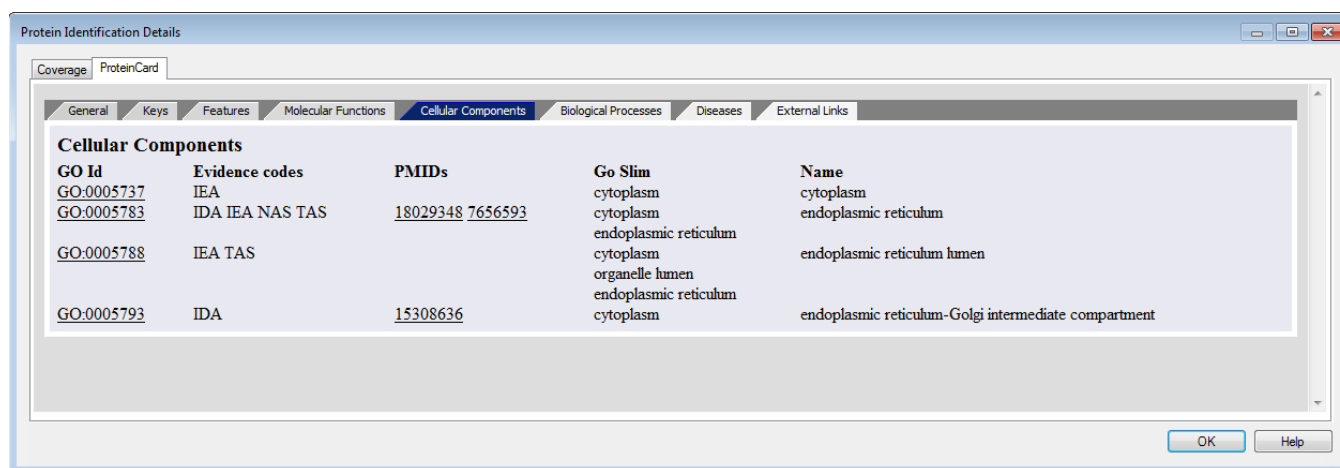 Protein Identification Details
Coverage ProteinCard
General Keys Features Molecular Functions Cellular Components Biological Processes Diseases External Links
Cellular Components
GO Id Evidence codes PMIDs Go Slim Name
GO:0005737 IEA cytoplasm cytoplasm
GO:0005783 IDA IEA NAS TAS 18029348 7656593 cytoplasm endoplasmic reticulum
endoplasmic reticulum
GO:0005788 IEA TAS cytoplasm endoplasmic reticulum lumen
organelle lumen
endoplasmic reticulum
GO:0005793 IDA 15308636 cytoplasm endoplasmic reticulum-Golgi intermediate compartment
OK Help